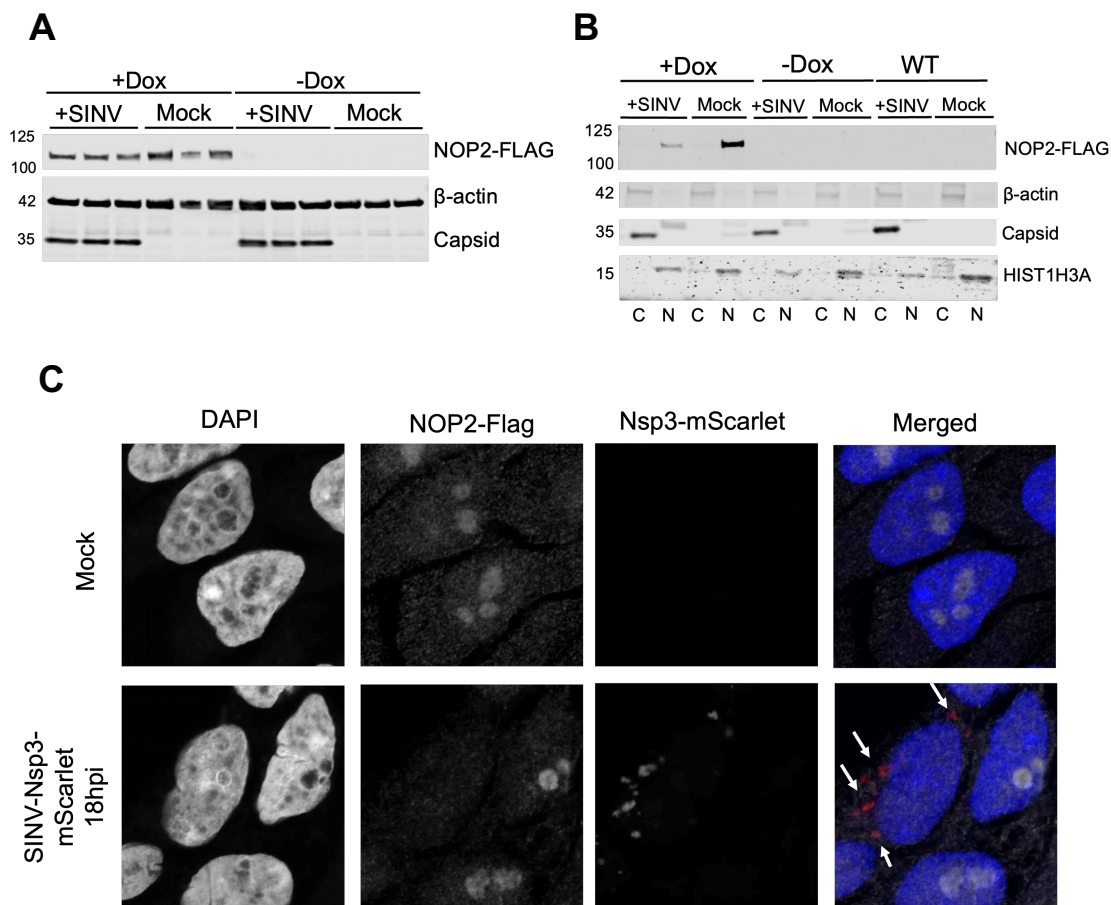 A
+Dox -Dox
+SINV Mock +SINV Mock
125
100
NOP2-FLAG
42
β-actin
35
Capsid
B
+Dox -Dox WT
+SINV Mock +SINV Mock +SINV Mock
125
100
NOP2-FLAG
42
β-actin
35
Capsid
15
HIST1H3A
C N C N C N C N C N C N
C
DAPI NOP2-Flag Nsp3-mScarlet Merged
Mock
SINV-Nsp3-
mScarlet
18hpi